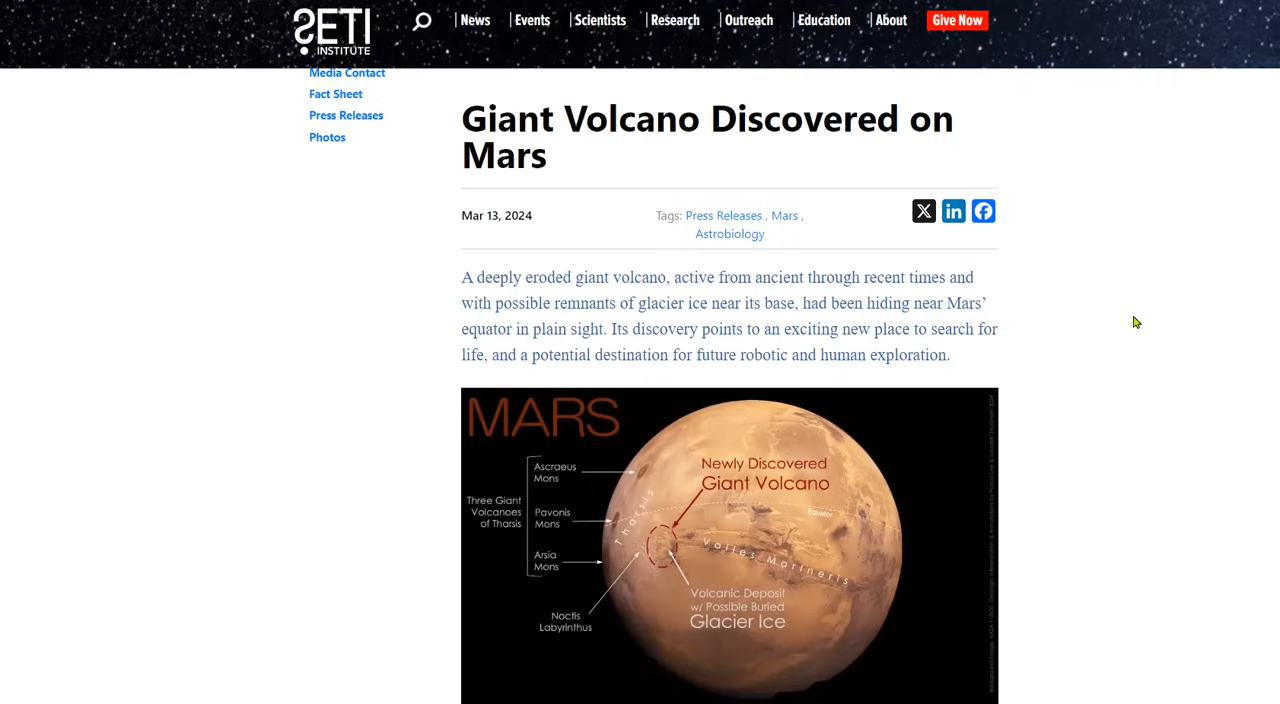 SETI
INSTITUTE
News
Events
Scientists
Research
Outreach
Education
About
Give Now
Media Contact
Fact Sheet
Press Releases
Photos
Giant Volcano Discovered on
Mars
Mar 13, 2024
Tags: Press Releases , Mars ,
Astrobiology
A deeply eroded giant volcano, active from ancient through recent times and
with possible remnants of glacier ice near its base, had been hiding near Mars’
equator in plain sight. Its discovery points to an exciting new place to search for
life, and a potential destination for future robotic and human exploration.
MARS
Three Giant
Volcanoes
of Tharsis
Ascraeus
Mons
Pavonis
Mons
Arsia
Mons
Noctis
Labyrinthus
Tharsis
Newly Discovered
Giant Volcano
Equator
Valles Marineris
Volcanic Deposit
w/ Possible Buried
Glacier Ice